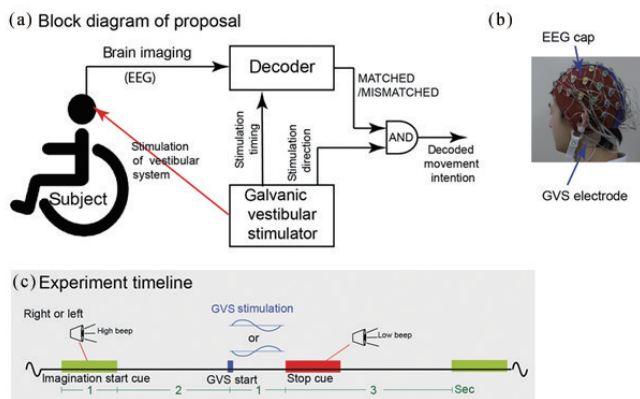 (a) Block diagram of proposal
Brain imaging
(EEG)
Decoder
MATCHED
/MISMATCHED
Stimulation
of vestibular
system
Stimulation
timing
Stimulation
direction
AND
Decoded
movement
intention
Subject
Galvanic
vestibular
stimulator
(b)
EEG cap
GVS electrode
(c) Experiment timeline
Right or left
High beep
GVS stimulation
or
Low beep
Imagination start cue
GVS start
Stop cue
1 2 1 3 Sec